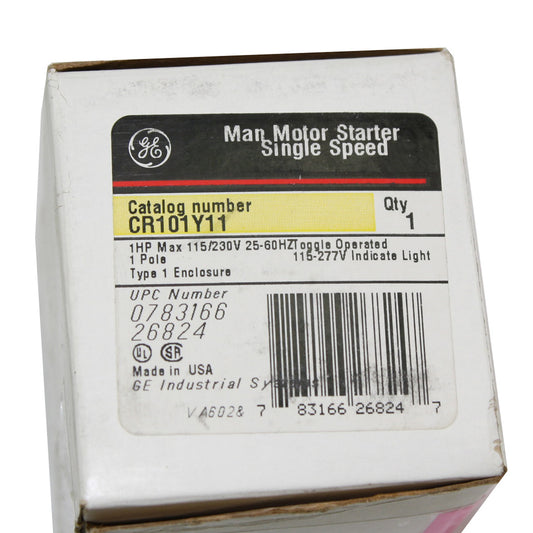 GE
Man Motor Starter
Single Speed
Catalog number
CR101Y11
Qty
1
1HP Max 115/230V 25-60HZ Toggle Operated
1 Pole 115-277V Indicate Light
Type 1 Enclosure
UPC Number
0783166
26824
UL SA
Made in USA
GE Industrial Systems
VA6028 7 83166 26824 7